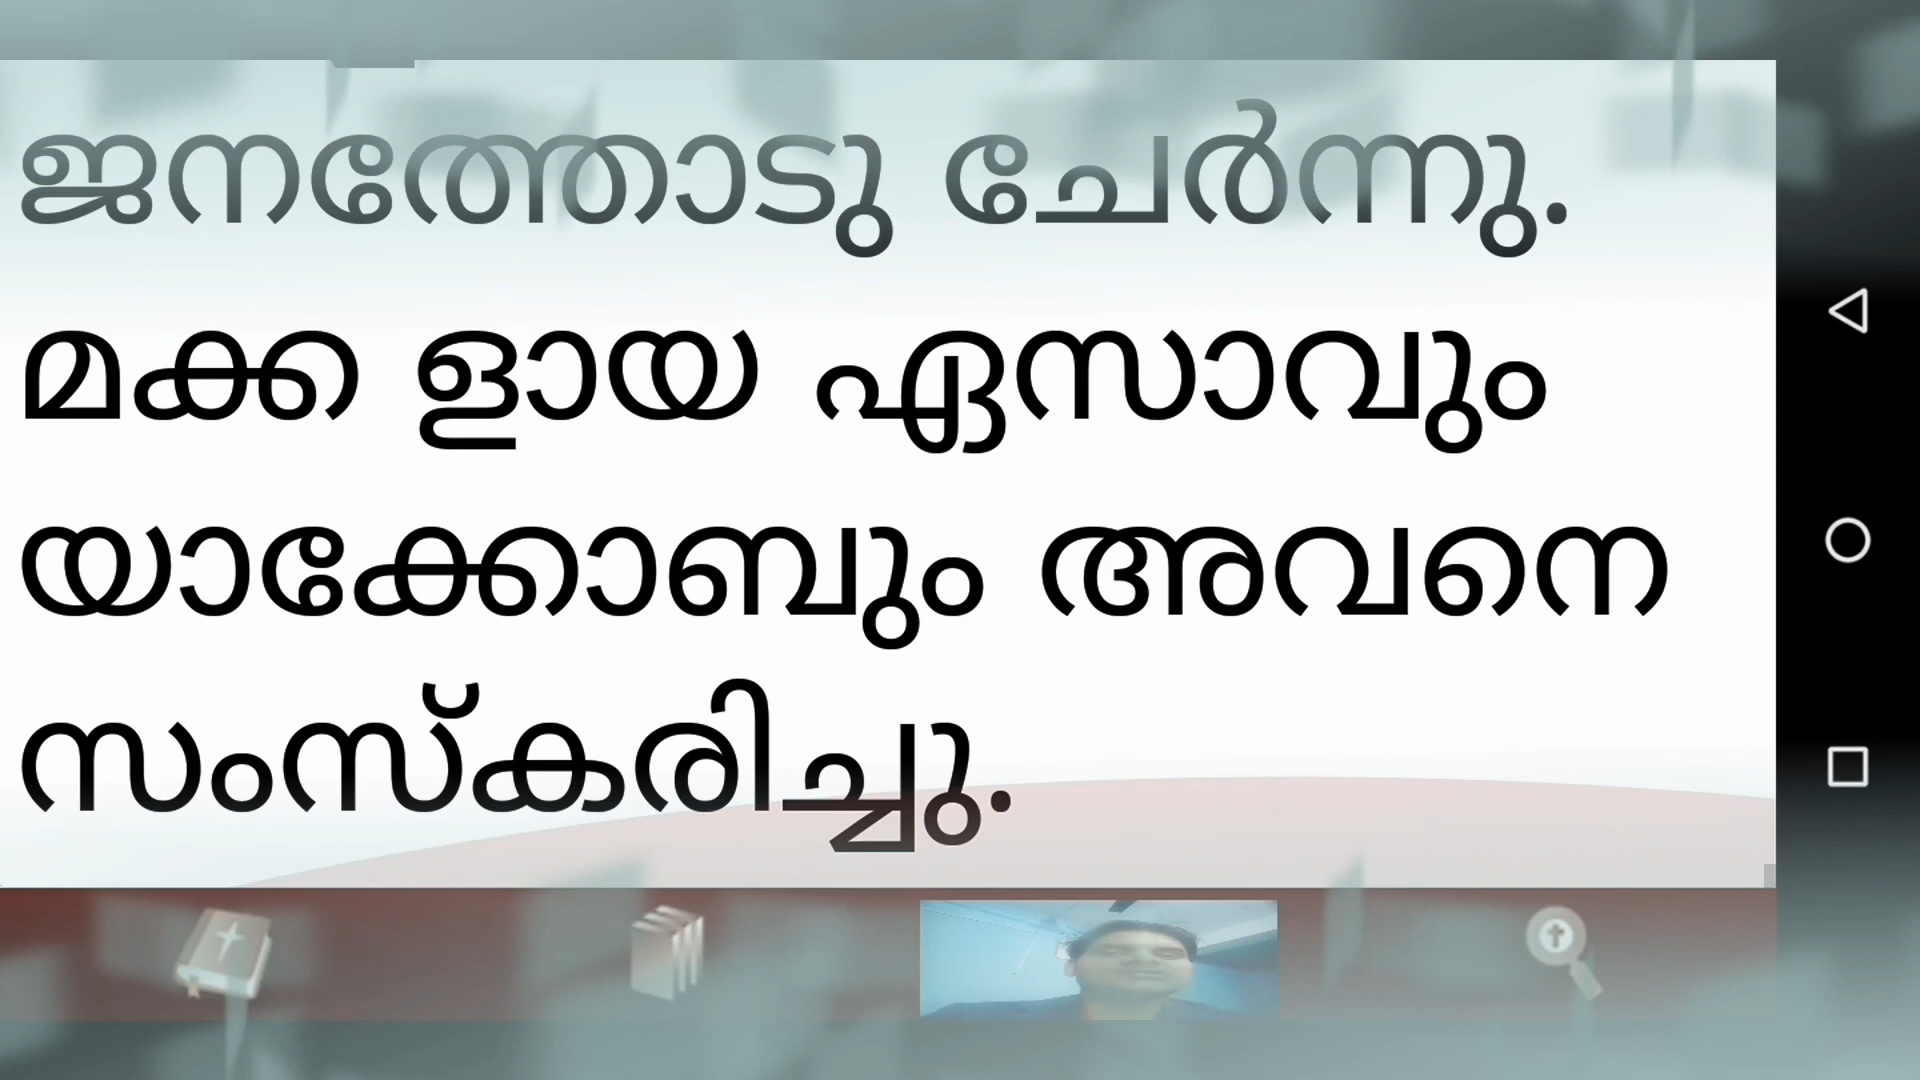 ജനത്തോടു ചേർന്നു.
മക്ക ളായ ഏസാവും
യാക്കോബും അവനെ
സംസ്കരിച്ചു.